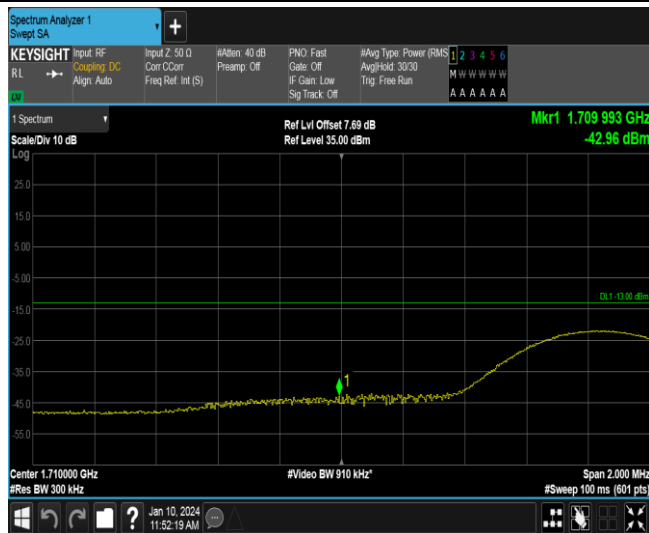 Spectrum Analyzer 1
Swept SA
+
KEYSIGHT
RL
LXI
Input: RF
Coupling: DC
Align: Auto
Input Z: 50 Ω
Corr CCorr
Freq Ref: Int (S)
#Atten: 40 dB
Preamp: Off
PNO: Fast
Gate: Off
IF Gain: Low
Sig Track: Off
#Avg Type: Power (RMS
Avg|Hold: 30/30
Trig: Free Run
1 2 3 4 5 6
M W W W W W
A A A A A A
1 Spectrum
Scale/Div 10 dB
Log
Ref Lvl Offset 7.69 dB
Ref Level 35.00 dBm
Mkr1 1.709 993 GHz
-42.96 dBm
25.0
15.0
5.00
-5.00
-15.0
-25.0
-35.0
-45.0
-55.0
DL1 -13.00 dBm
1
Center 1.710000 GHz
#Res BW 300 kHz
#Video BW 910 kHz*
Span 2.000 MHz
#Sweep 100 ms (601 pts)
?
Jan 10, 2024
11:52:19 AM